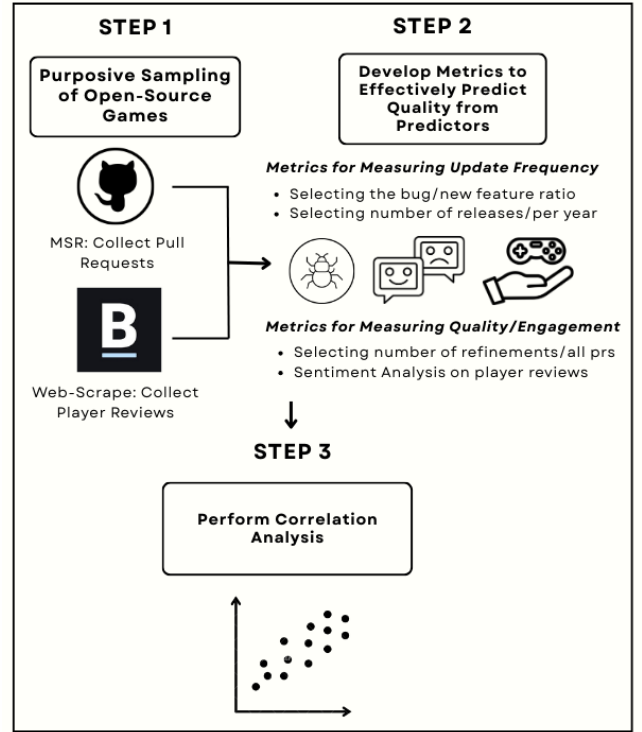 STEP 1
Purposive Sampling
of Open-Source
Games
MSR: Collect Pull
Requests
B
Web-Scrape: Collect
Player Reviews
STEP 2
Develop Metrics to
Effectively Predict
Quality from
Predictors
Metrics for Measuring Update Frequency
• Selecting the bug/new feature ratio
• Selecting number of releases/per year
Metrics for Measuring Quality/Engagement
• Selecting number of refinements/all prs
• Sentiment Analysis on player reviews
STEP 3
Perform Correlation
Analysis